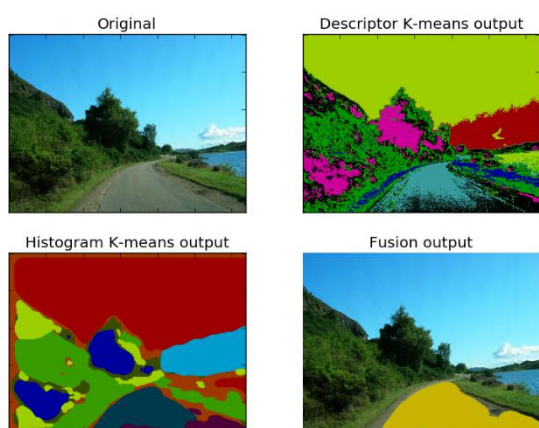 Original
Descriptor K-means output
Histogram K-means output
Fusion output